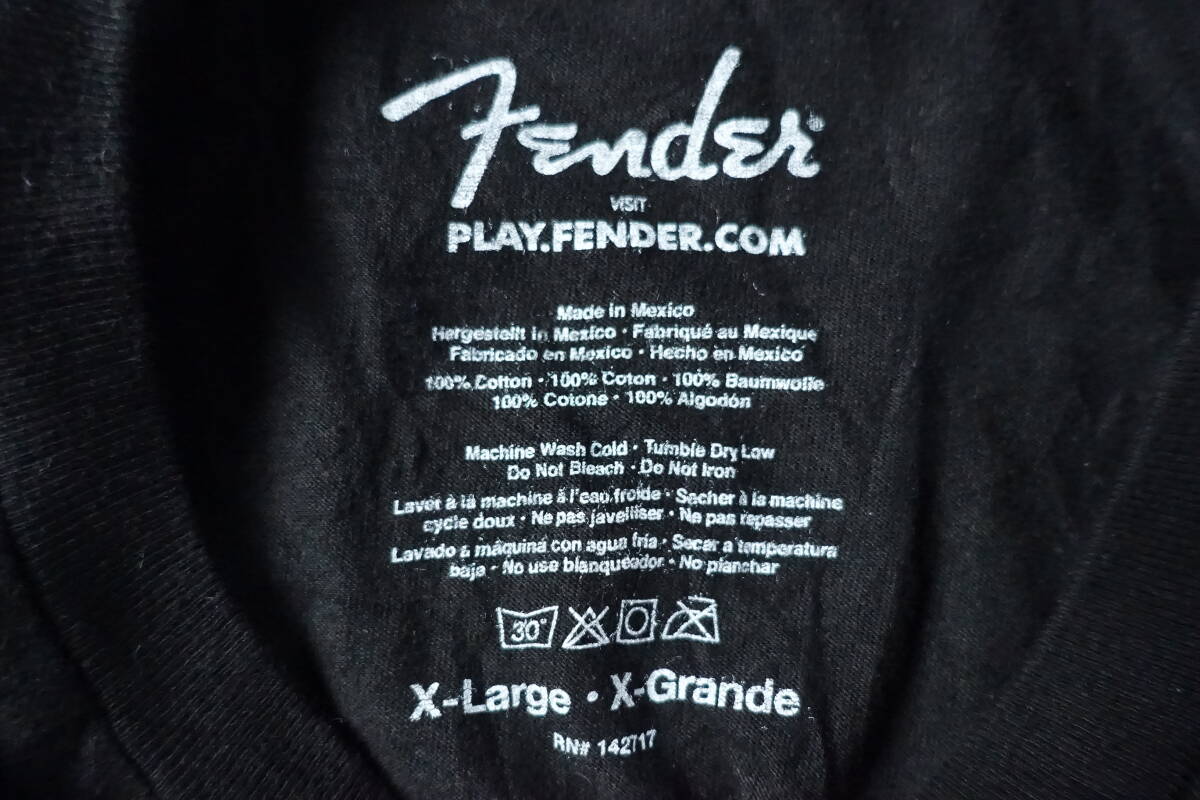 Fender®
VISIT
PLAY.FENDER.COM
Made in Mexico
Hergestellt in Mexico • Fabriqué au Mexique
Fabricado en Mexico • Hecho en Mexico
100% Cotton • 100% Coton • 100% Baumwolle
100% Cotone • 100% Algodón
Machine Wash Cold • Tumble Dry Low
Do Not Bleach • Do Not Iron
Laver à la machine à l'eau froide • Secher à la machine
cycle doux • Ne pas javelliser • Ne pas repasser
Lavado a máquina con agua fría • Secar a temperatura
baja • No use blanqueador • No planchar
30°
X-Large • X-Grande
RN# 142717